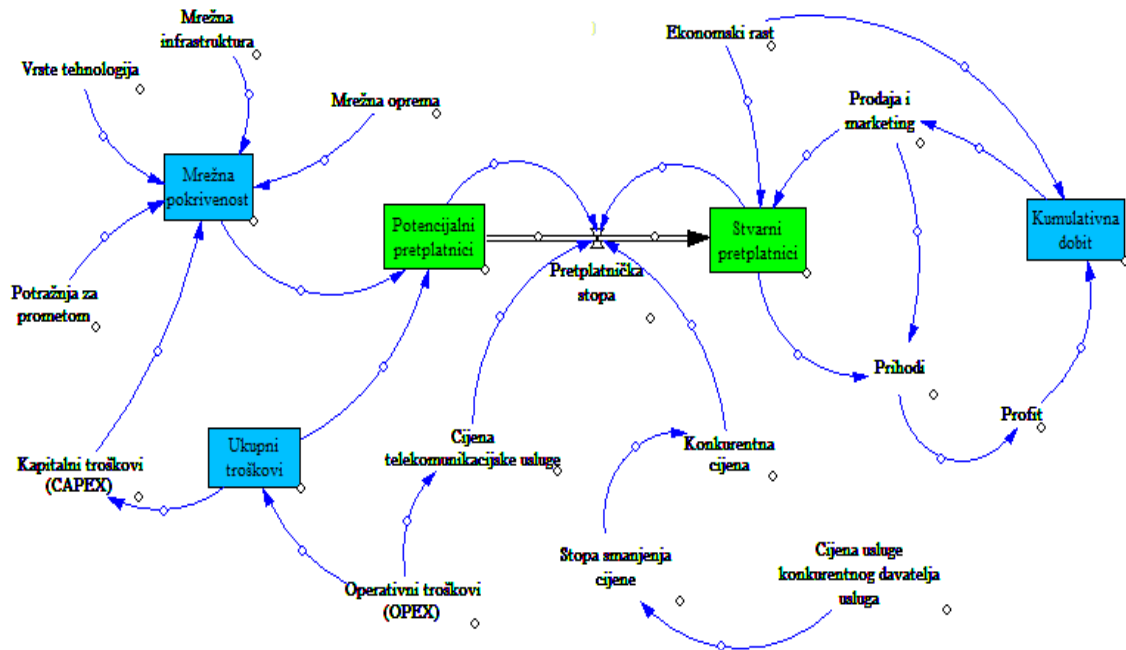 Mrežna
infrastruktura
Ekonomski rast
Vrste tehnologija
Mrežna oprema
Prodaja i
marketing
Mrežna
pokrivenost
Potencijalni
pretplatnici
Stvarni
pretplatnici
Kumulativna
dobit
Pretplatnička
stopa
Potražnja za
prometom
Prihodi
Profit
Ukupni
troškovi
Cijena
telekomunikacijske usluge
Konkurentna
cijena
Kapitalni troškovi
(CAPEX)
Stopa smanjenja
cijene
Cijena usluge
konkurentnog davatelja
usluga
Operativni troškovi
(OPEX)